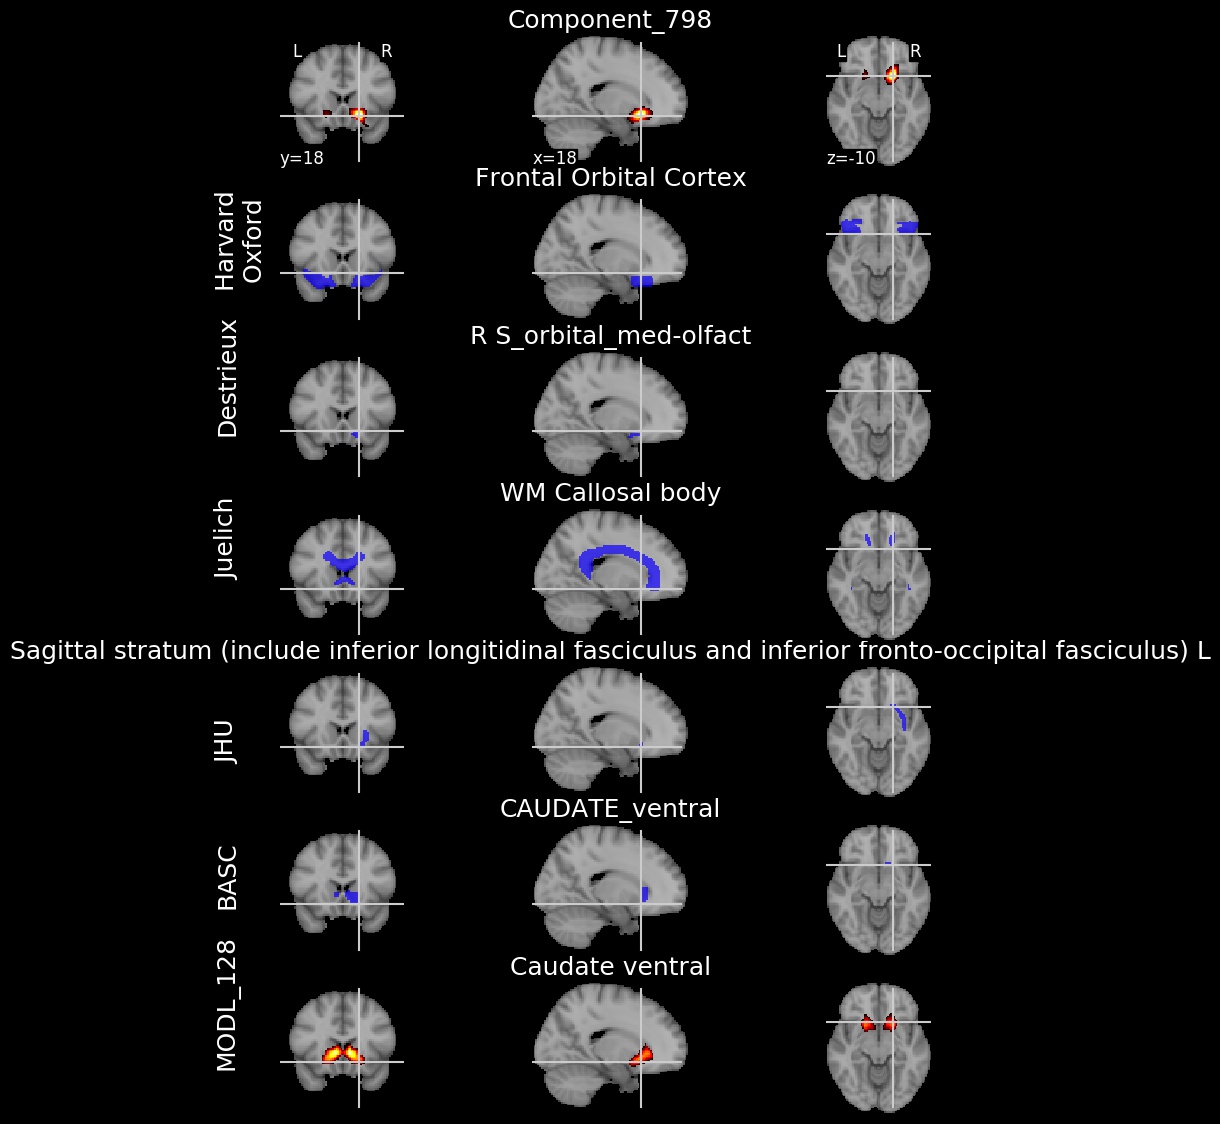 Component_798
L R
L R
y=18
x=18
z=-10
Frontal Orbital Cortex
Harvard
Oxford
R S_orbital_med-olfact
Destrieux
WM Callosal body
Juelich
Sagittal stratum (include inferior longitidinal fasciculus and inferior fronto-occipital fasciculus) L
JHU
CAUDATE_ventral
BASC
Caudate ventral
MODL_128